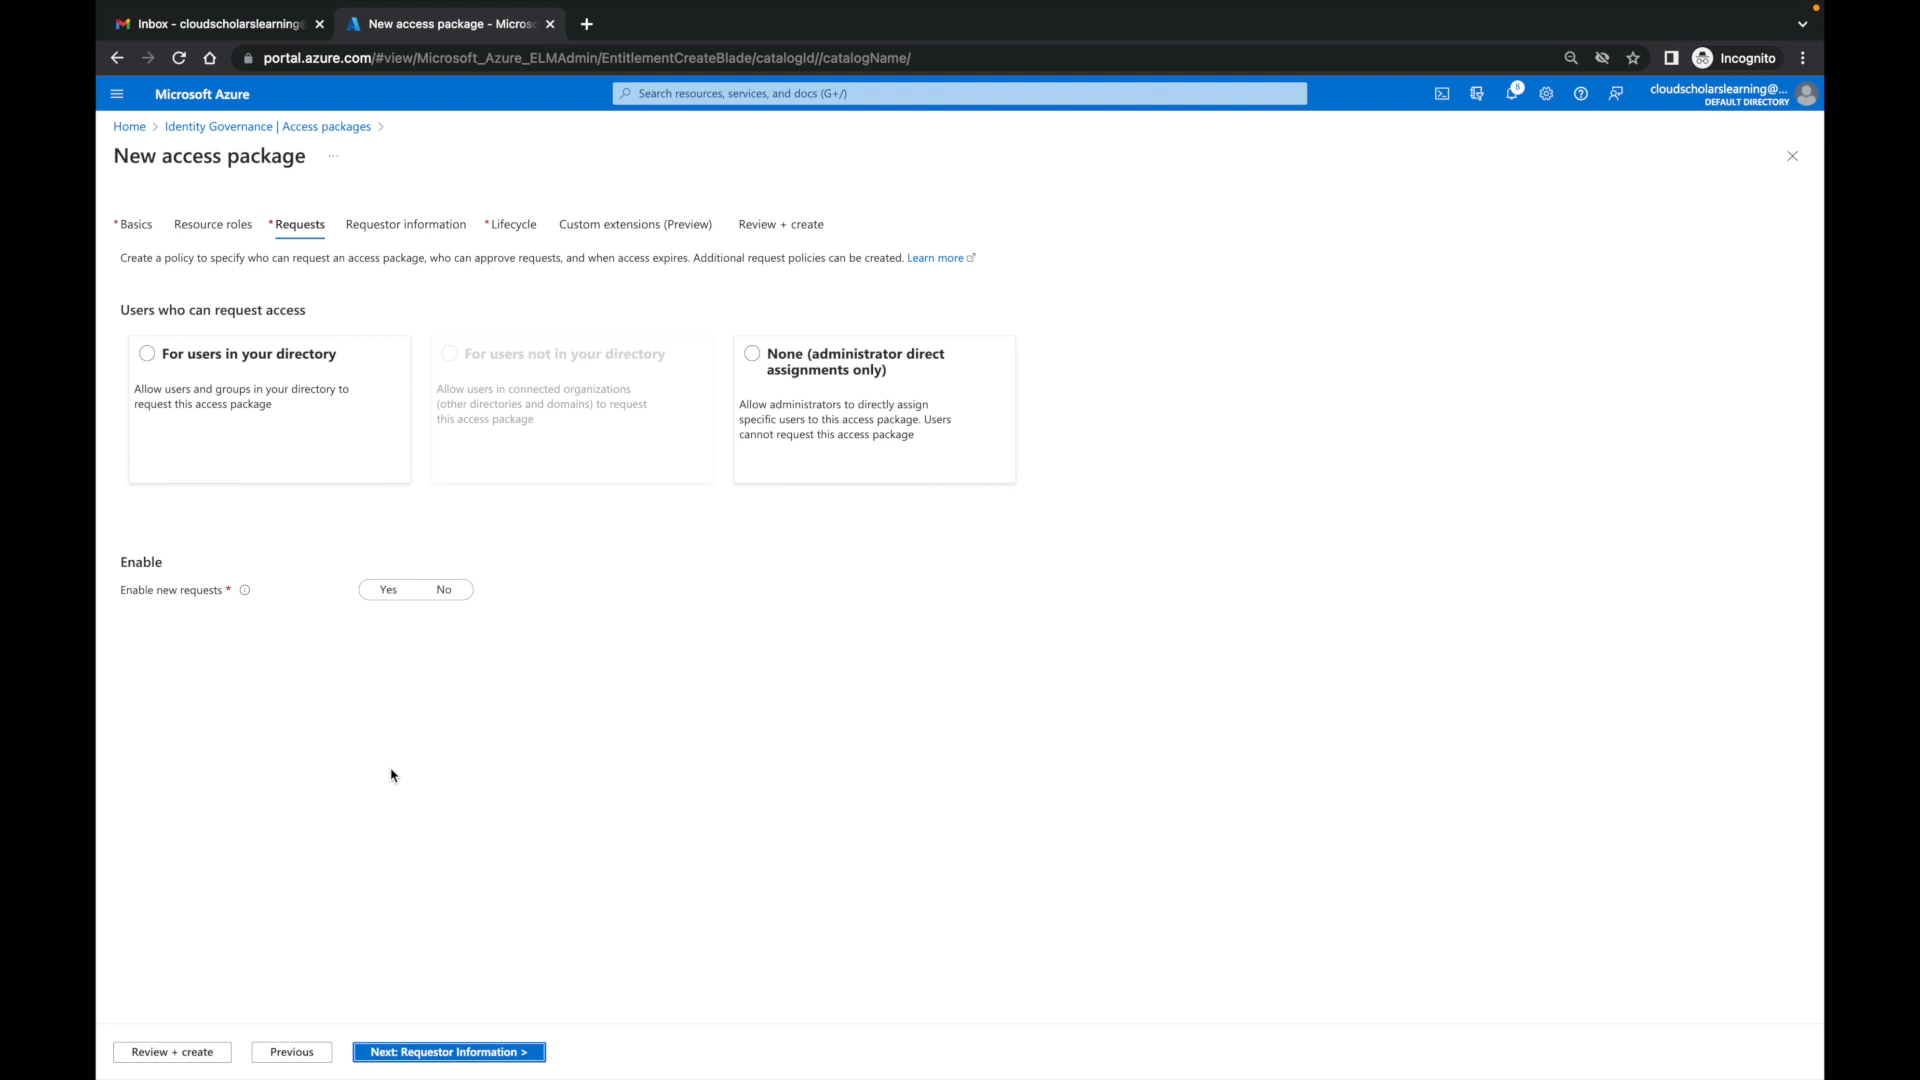 Inbox - cloudscholarslearning@
New access package - Micros
portal.azure.com/#view/Microsoft_Azure_ELMAdmin/EntitlementCreateBlade/catalogId//catalogName/
Incognito
Microsoft Azure
Search resources, services, and docs (G+/)
8
cloudscholarslearning@...
DEFAULT DIRECTORY
Home > Identity Governance | Access packages >
New access package ...
* Basics
Resource roles
* Requests
Requestor information
* Lifecycle
Custom extensions (Preview)
Review + create
Create a policy to specify who can request an access package, who can approve requests, and when access expires. Additional request policies can be created. Learn more
Users who can request access
For users in your directory
Allow users and groups in your directory to
request this access package
For users not in your directory
Allow users in connected organizations
(other directories and domains) to request
this access package
None (administrator direct
assignments only)
Allow administrators to directly assign
specific users to this access package. Users
cannot request this access package
Enable
Enable new requests *
Yes
No
Review + create
Previous
Next: Requestor Information >